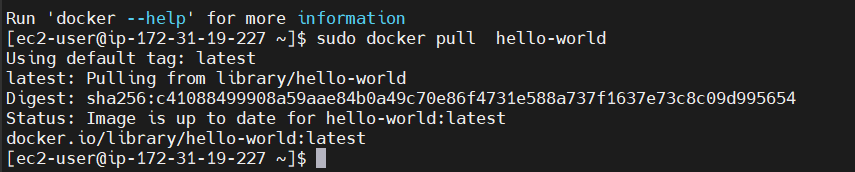 Run 'docker --help' for more information
[ec2-user@ip-172-31-19-227 ~]$ sudo docker pull  hello-world
Using default tag: latest
latest: Pulling from library/hello-world
Digest: sha256:c41088499908a59aae84b0a49c70e86f4731e588a737f1637e73c8c09d995654
Status: Image is up to date for hello-world:latest
docker.io/library/hello-world:latest
[ec2-user@ip-172-31-19-227 ~]$